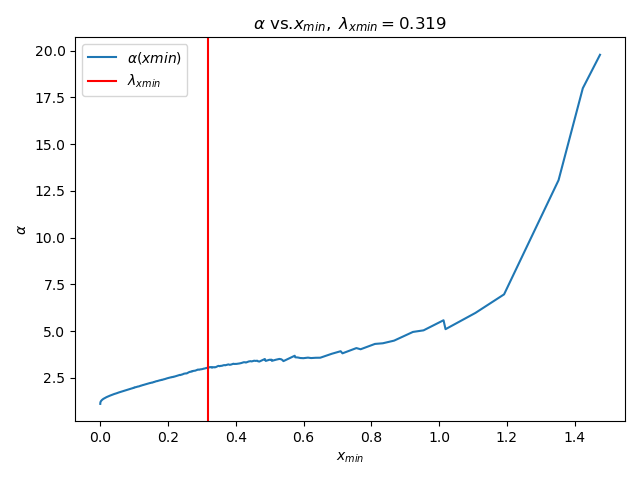 α vs.x_min, λ_xmin = 0.319
α(xmin)
λ_xmin
20.0
17.5
15.0
12.5
10.0
7.5
5.0
2.5
α
0.0 0.2 0.4 0.6 0.8 1.0 1.2 1.4
x_min